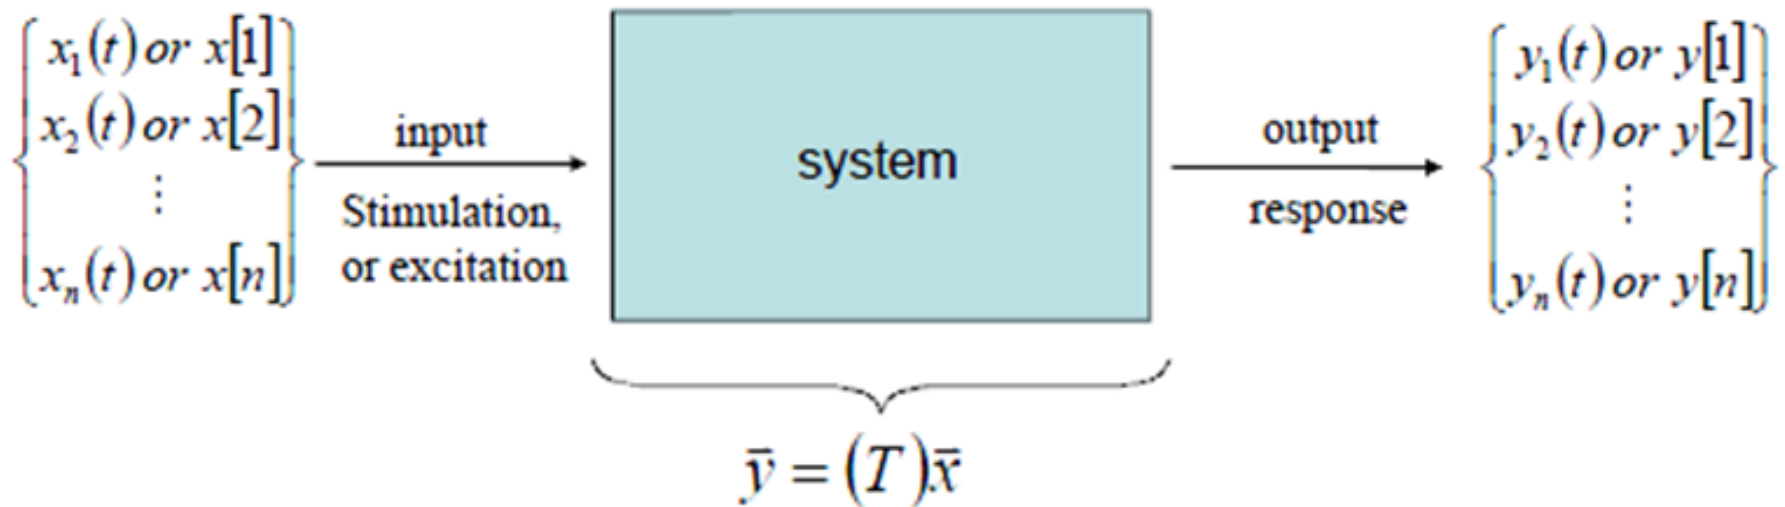 x₁(t) or x[1]
x₂(t) or x[2]
⋮
xₙ(t) or x[n]
input
Stimulation,
or excitation
system
output
response
y₁(t) or y[1]
y₂(t) or y[2]
⋮
yₙ(t) or y[n]
y̅ = (T)x̅